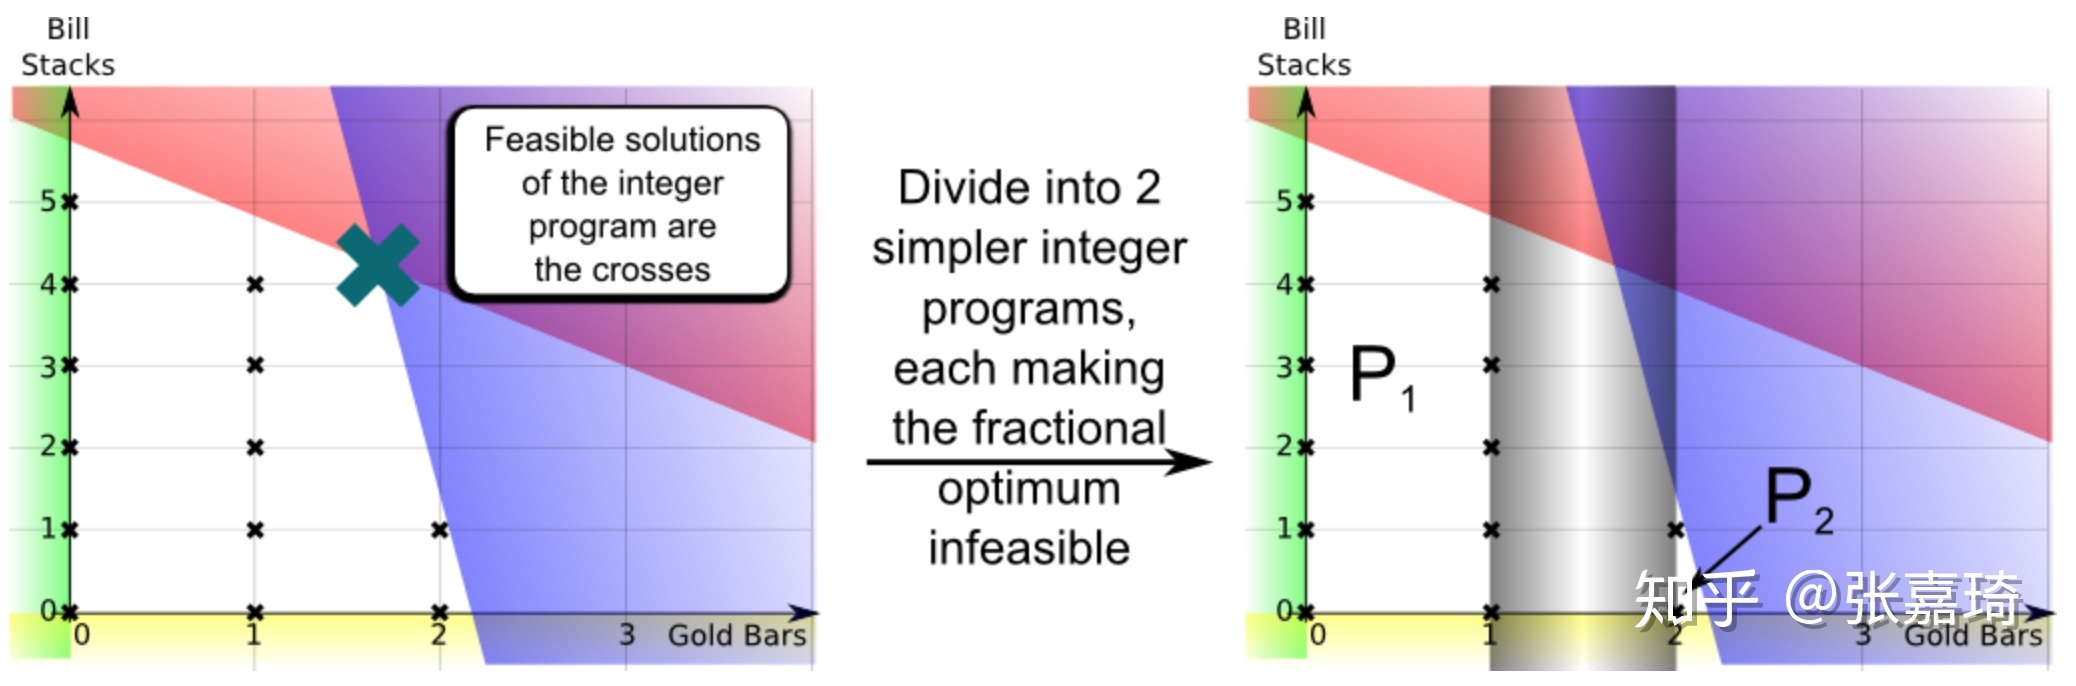 Bill
Stacks
5
4
3
2
1
0
0
1
2
3
Gold Bars
Feasible solutions
of the integer
program are
the crosses
Divide into 2
simpler integer
programs,
each making
the fractional
optimum
infeasible
Bill
Stacks
5
4
3
2
1
0
0
1
2
3
Gold Bars
P1
P2
知乎 @张嘉琦